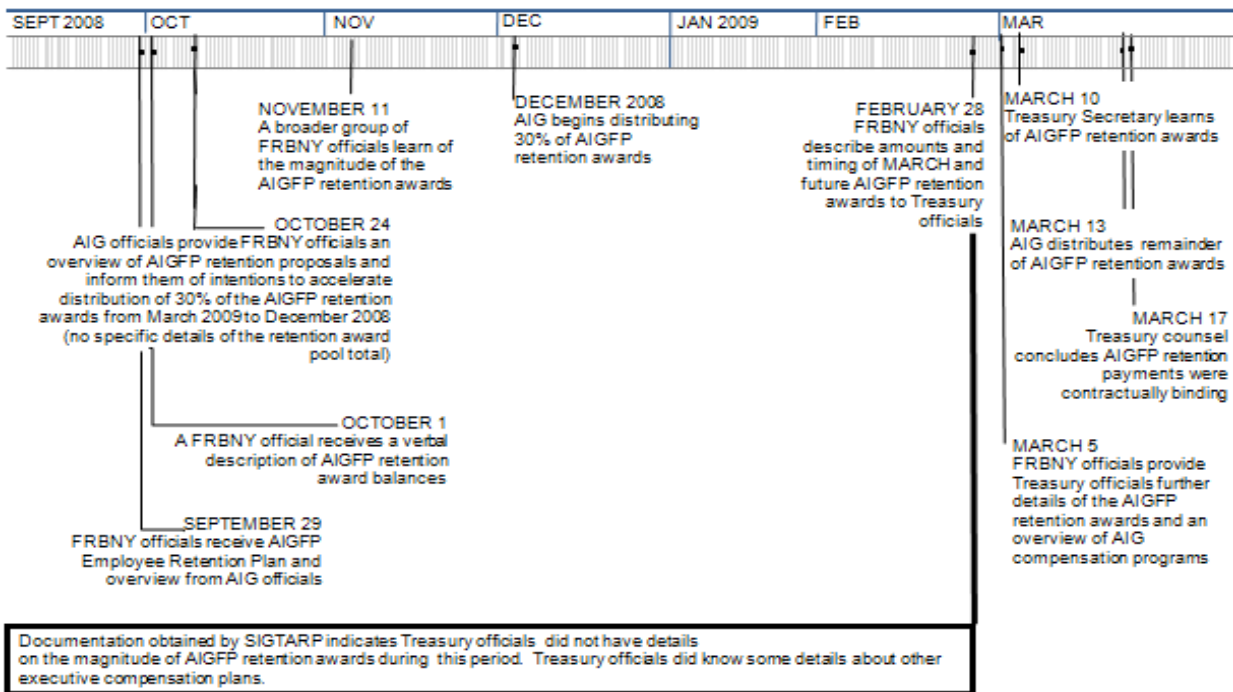 SEPT 2008 OCT NOV DEC JAN 2009 FEB MAR
NOVEMBER 11
A broader group of
FRBNY officials learn of
the magnitude of the
AIGFP retention awards
DECEMBER 2008
AIG begins distributing
30% of AIGFP
retention awards
FEBRUARY 28
FRBNY officials
describe amounts and
timing of MARCH and
future AIGFP retention
awards to Treasury
officials
MARCH 10
Treasury Secretary learns
of AIGFP retention awards
OCTOBER 24
AIG officials provide FRBNY officials an
overview of AIGFP retention proposals and
inform them of intentions to accelerate
distribution of 30% of the AIGFP retention
awards from March 2009 to December 2008
(no specific details of the retention award
pool total)
MARCH 13
AIG distributes remainder
of AIGFP retention awards
MARCH 17
Treasury counsel
concludes AIGFP retention
payments were
contractually binding
OCTOBER 1
A FRBNY official receives a verbal
description of AIGFP retention
award balances
MARCH 5
FRBNY officials provide
Treasury officials further
details of the AIGFP
retention awards and an
overview of AIG
compensation programs
SEPTEMBER 29
FRBNY officials receive AIGFP
Employee Retention Plan and
overview from AIG officials
Documentation obtained by SIGTARP indicates Treasury officials did not have details
on the magnitude of AIGFP retention awards during this period. Treasury officials did know some details about other
executive compensation plans.